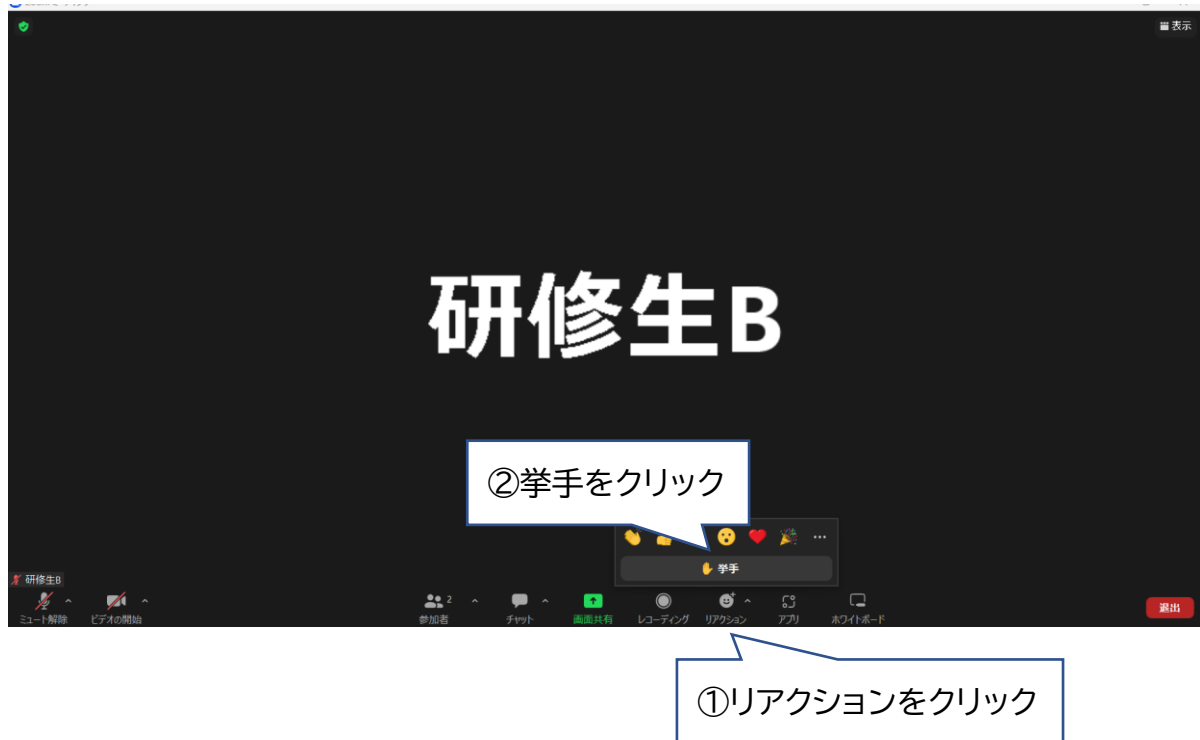 表示
研修生B
②挙手をクリック
挙手
研修生B
2
ミュート解除 ビデオの開始 参加者 チャット 画面共有 レコーディング リアクション アプリ ホワイトボード 退出
①リアクションをクリック